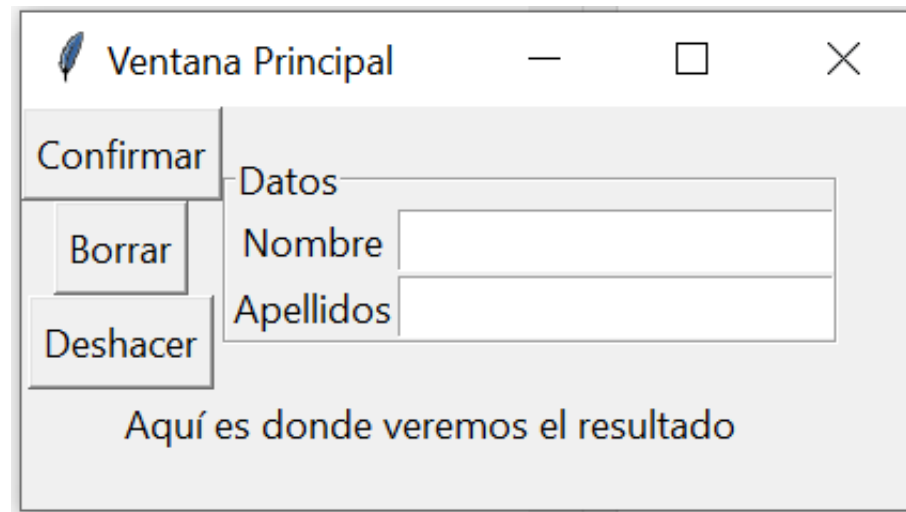 Ventana Principal
Confirmar
Datos
Borrar
Nombre
Apellidos
Deshacer
Aquí es donde veremos el resultado